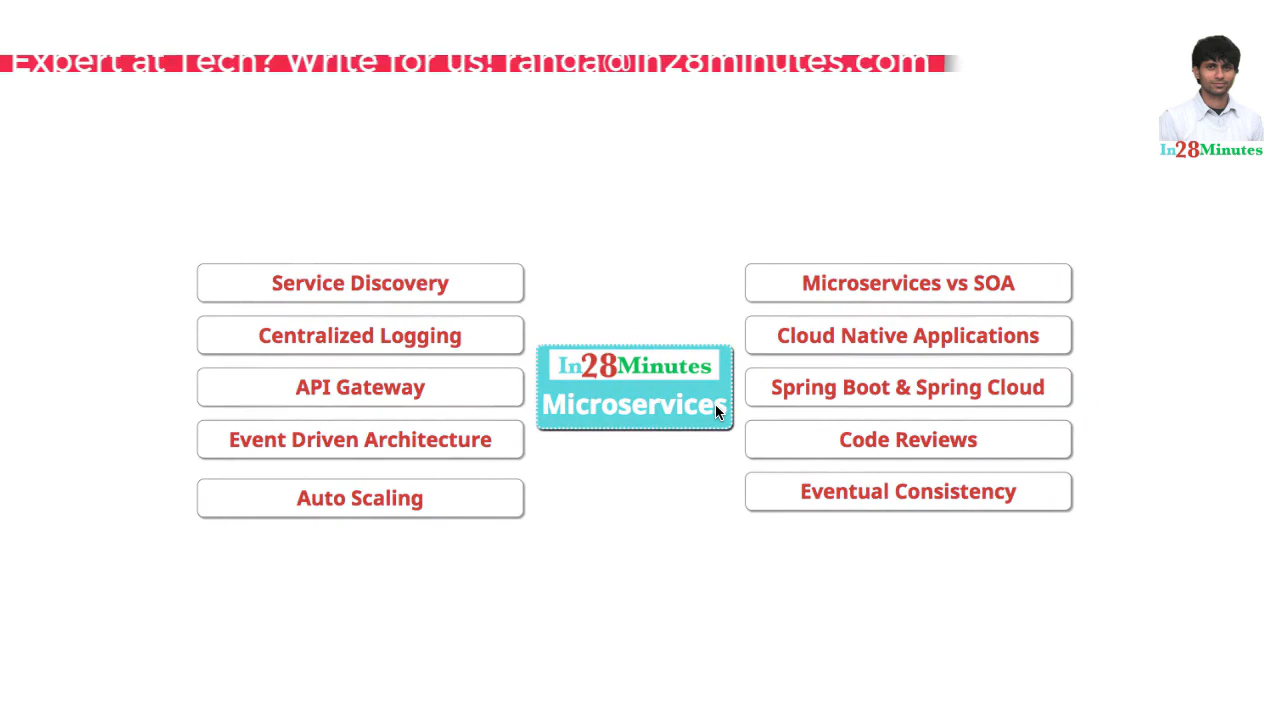 Expert at Tech? Write for us! ranga@in28minutes.com
In28Minutes
Service Discovery
Centralized Logging
API Gateway
Event Driven Architecture
Auto Scaling
In28Minutes
Microservices
Microservices vs SOA
Cloud Native Applications
Spring Boot & Spring Cloud
Code Reviews
Eventual Consistency